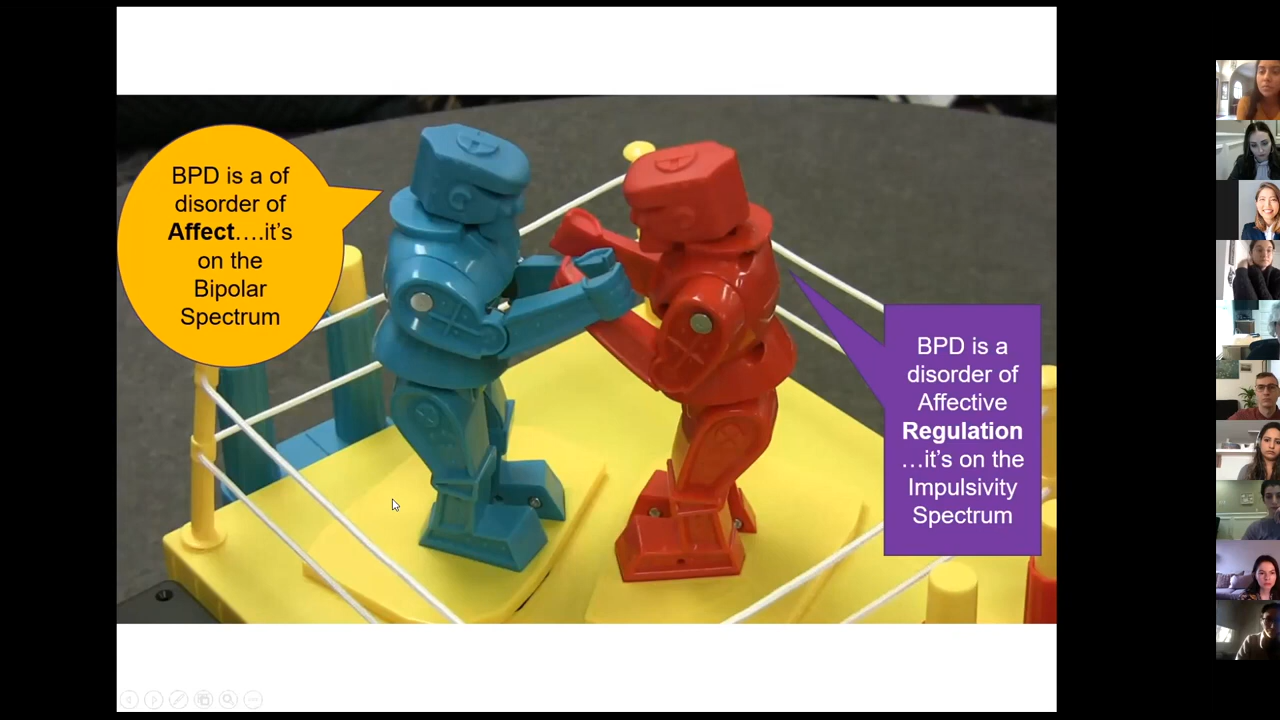 BPD is a of
disorder of
Affect….it’s
on the
Bipolar
Spectrum
BPD is a
disorder of
Affective
Regulation
…it’s on the
Impulsivity
Spectrum